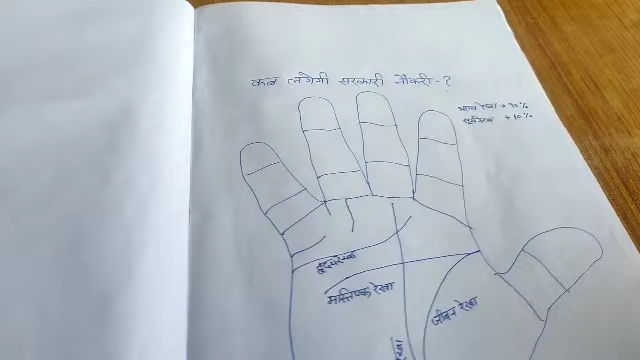 कब लगेगी सरकारी नौकरी-?
भाग्य रेखा → 90%
सूर्यरेखा → 10%
हृदयरेखा
मस्तिष्क रेखा
जीवन रेखा
रेखा